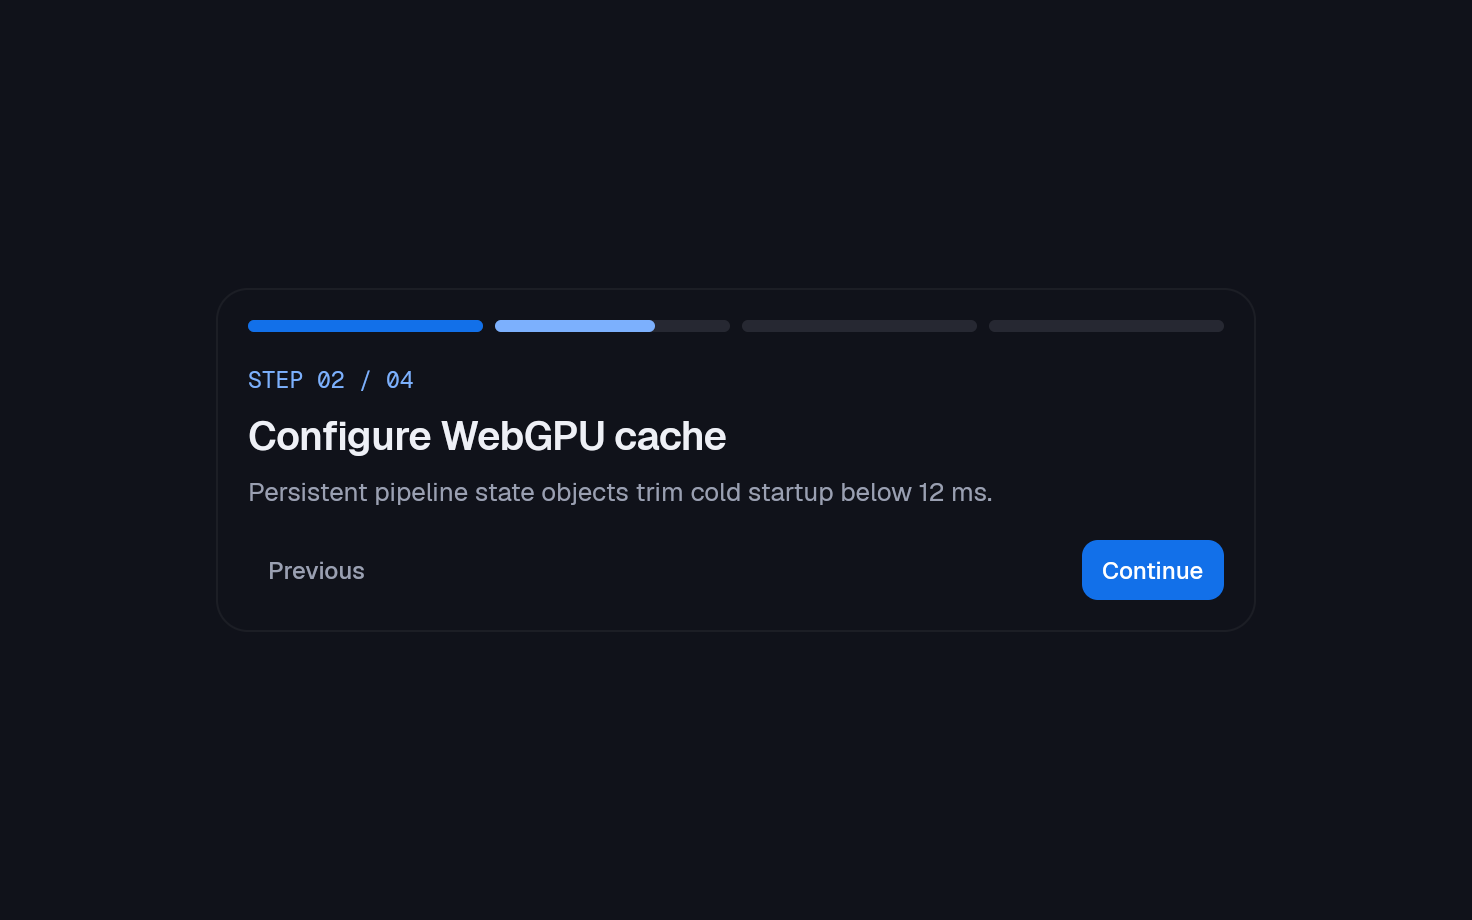 STEP 02 / 04
Configure WebGPU cache
Persistent pipeline state objects trim cold startup below 12 ms.
Previous
Continue